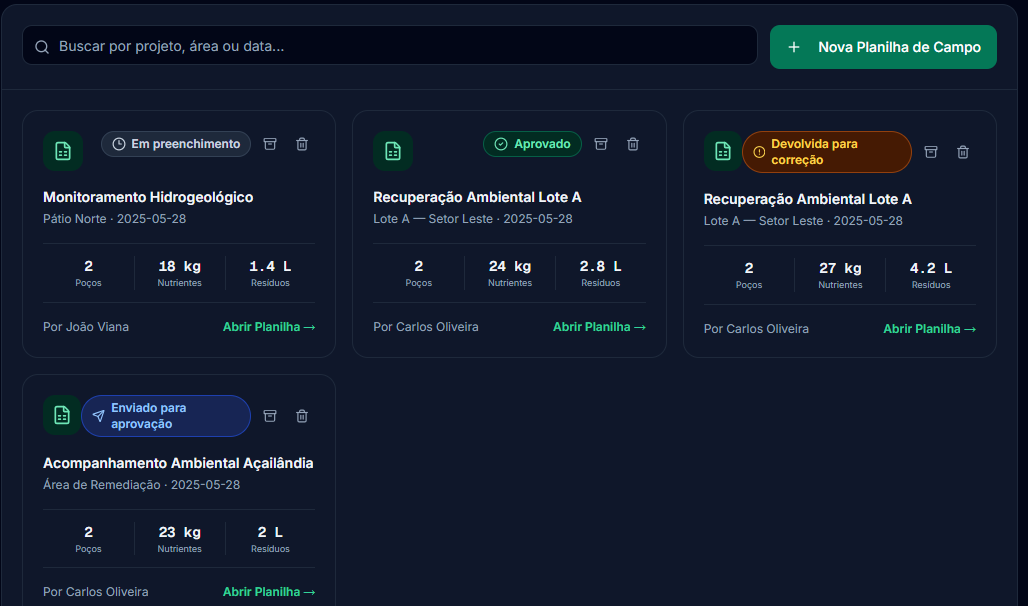 Buscar por projeto, área ou data...
Nova Planilha de Campo
Em preenchimento
Monitoramento Hidrogeológico
Pátio Norte · 2025-05-28
2 18 kg 1.4 L
Poços Nutrientes Resíduos
Por João Viana Abrir Planilha →
Aprovado
Recuperação Ambiental Lote A
Lote A — Setor Leste · 2025-05-28
2 24 kg 2.8 L
Poços Nutrientes Resíduos
Por Carlos Oliveira Abrir Planilha →
Devolvida para
correção
Recuperação Ambiental Lote A
Lote A — Setor Leste · 2025-05-28
2 27 kg 4.2 L
Poços Nutrientes Resíduos
Por Carlos Oliveira Abrir Planilha →
Enviado para
aprovação
Acompanhamento Ambiental Açailândia
Área de Remediação · 2025-05-28
2 23 kg 2 L
Poços Nutrientes Resíduos
Por Carlos Oliveira Abrir Planilha →